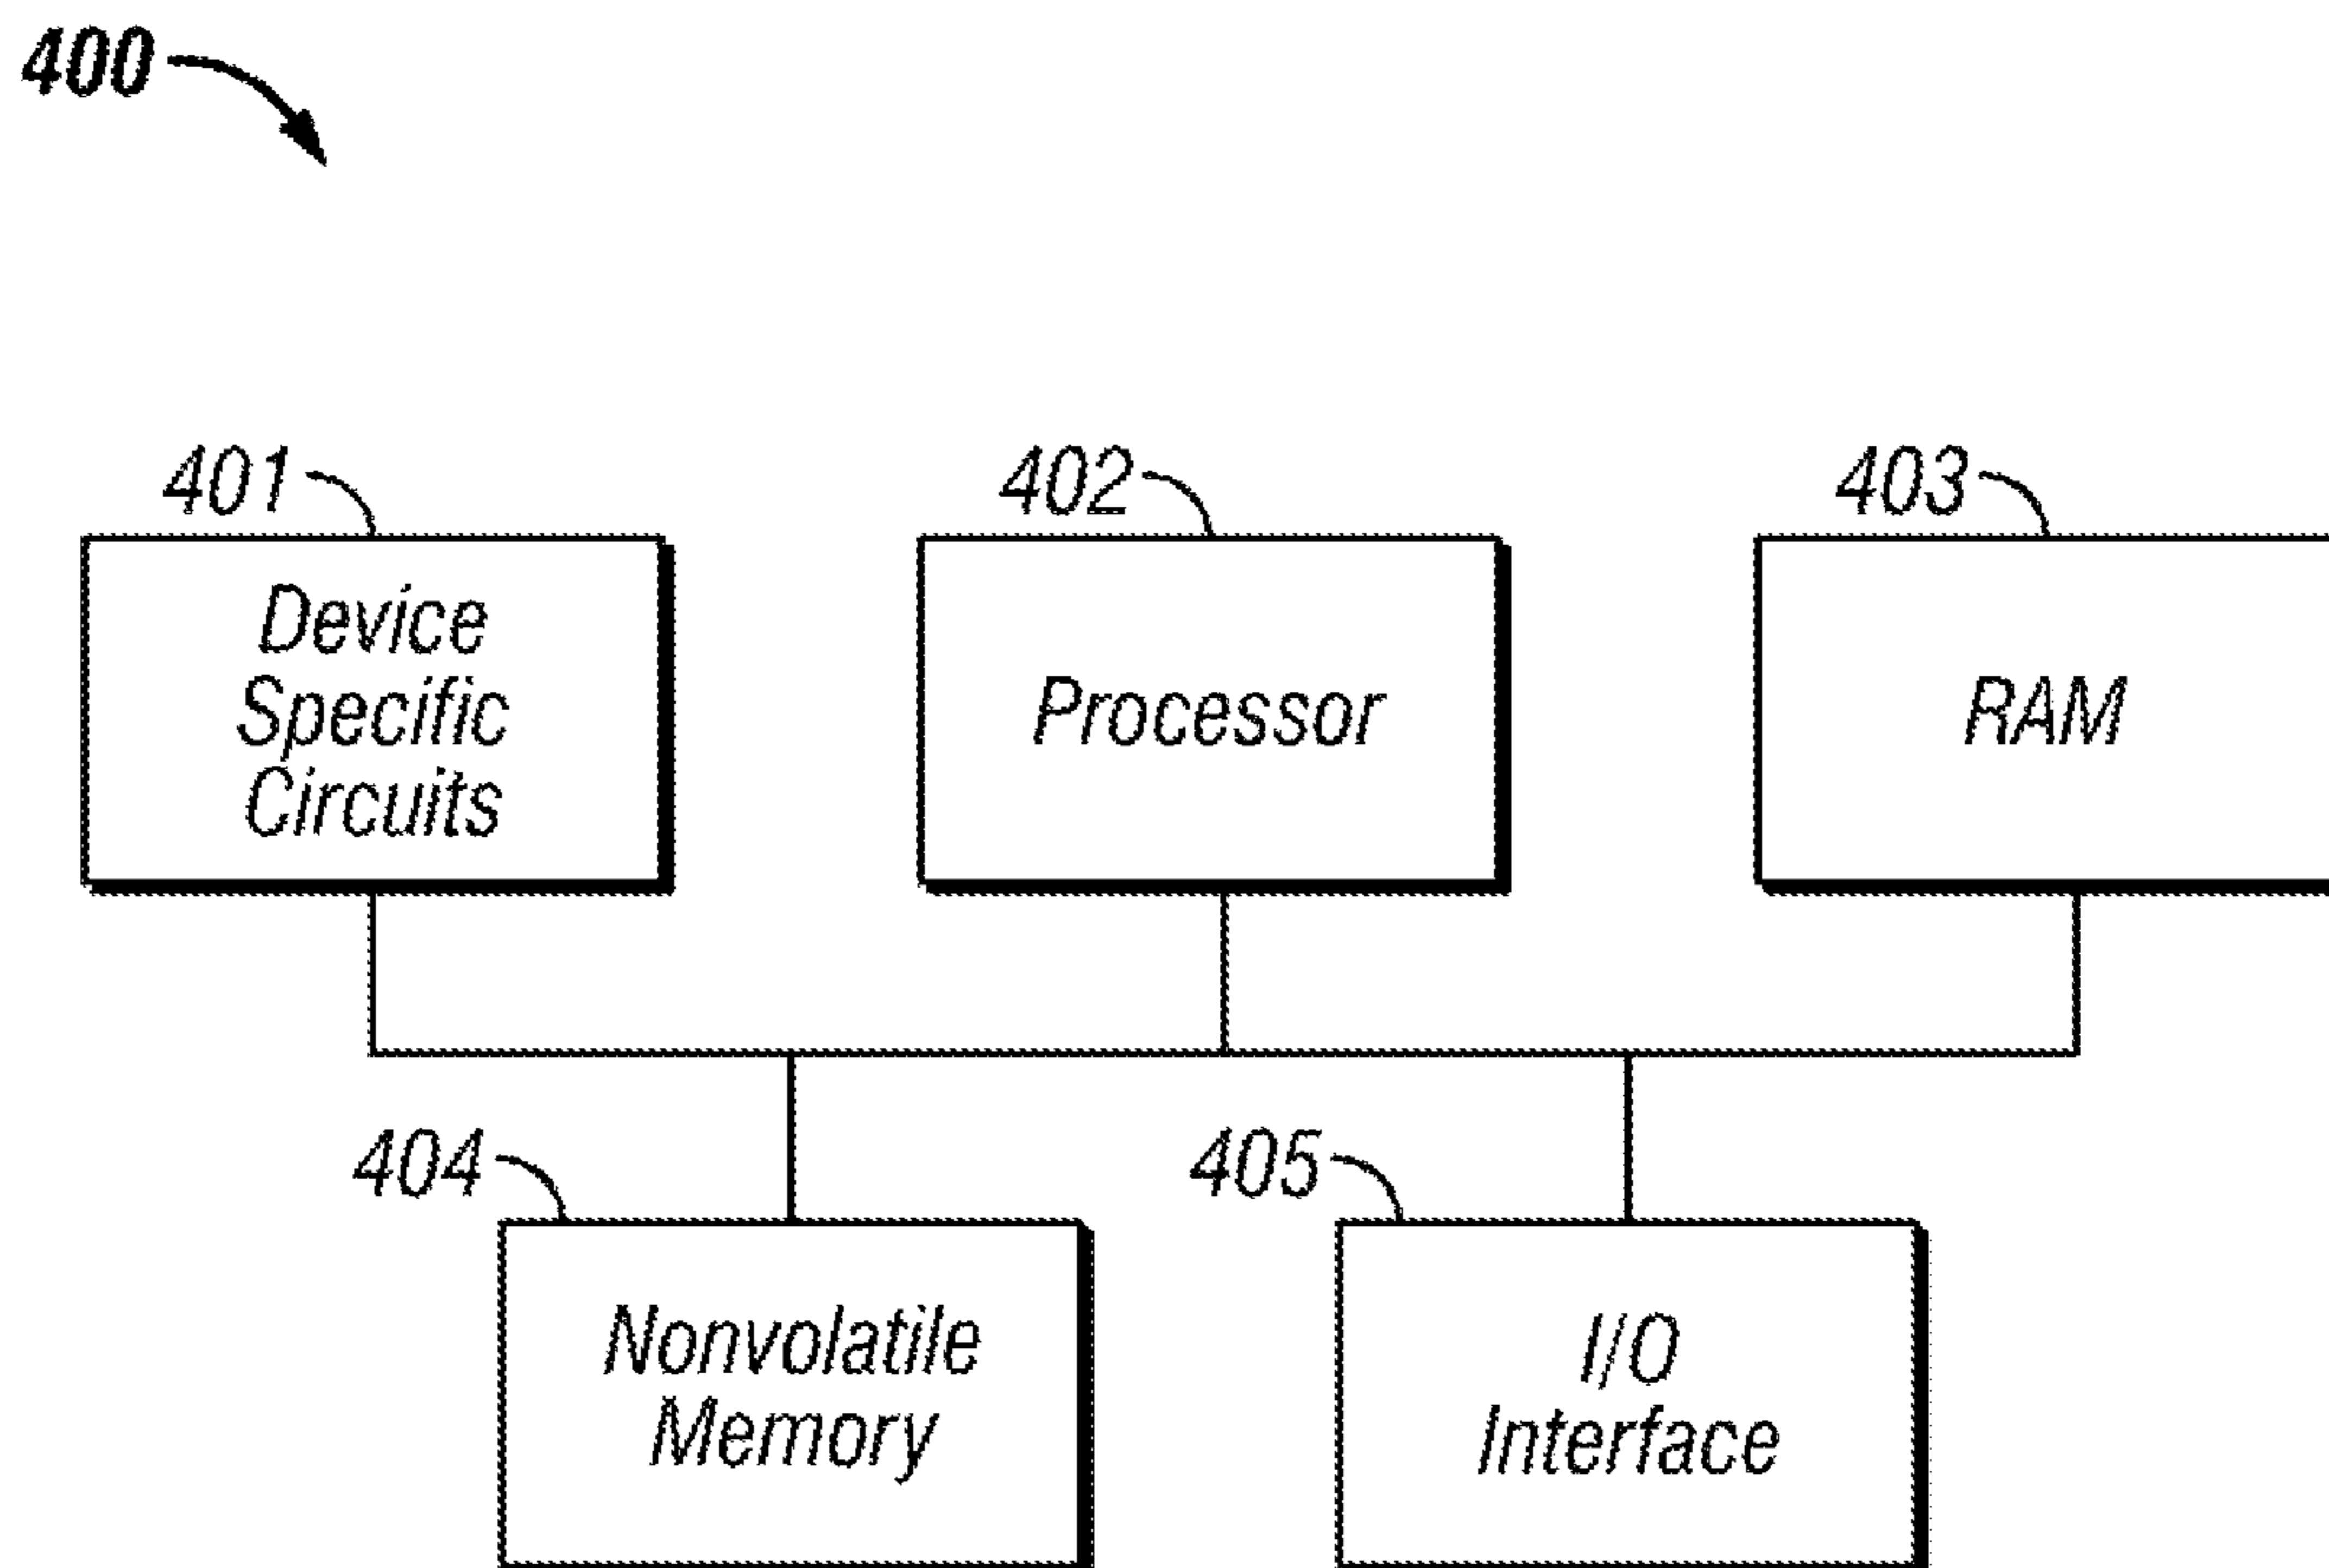 400
401
402
403
Device
Specific
Circuits
Processor
RAM
404
405
Nonvolatile
Memory
I/O
Interface